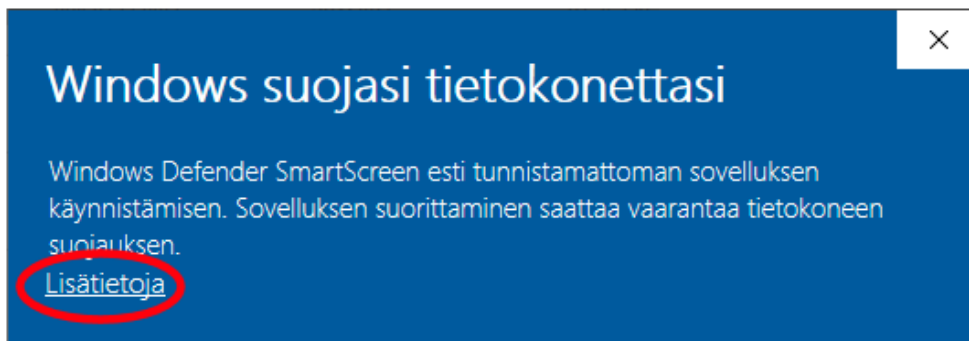 Windows suojasi tietokonettasi
Windows Defender SmartScreen esti tunnistamattoman sovelluksen
käynnistämisen. Sovelluksen suorittaminen saattaa vaarantaa tietokoneen
suojauksen.
Lisätietoja